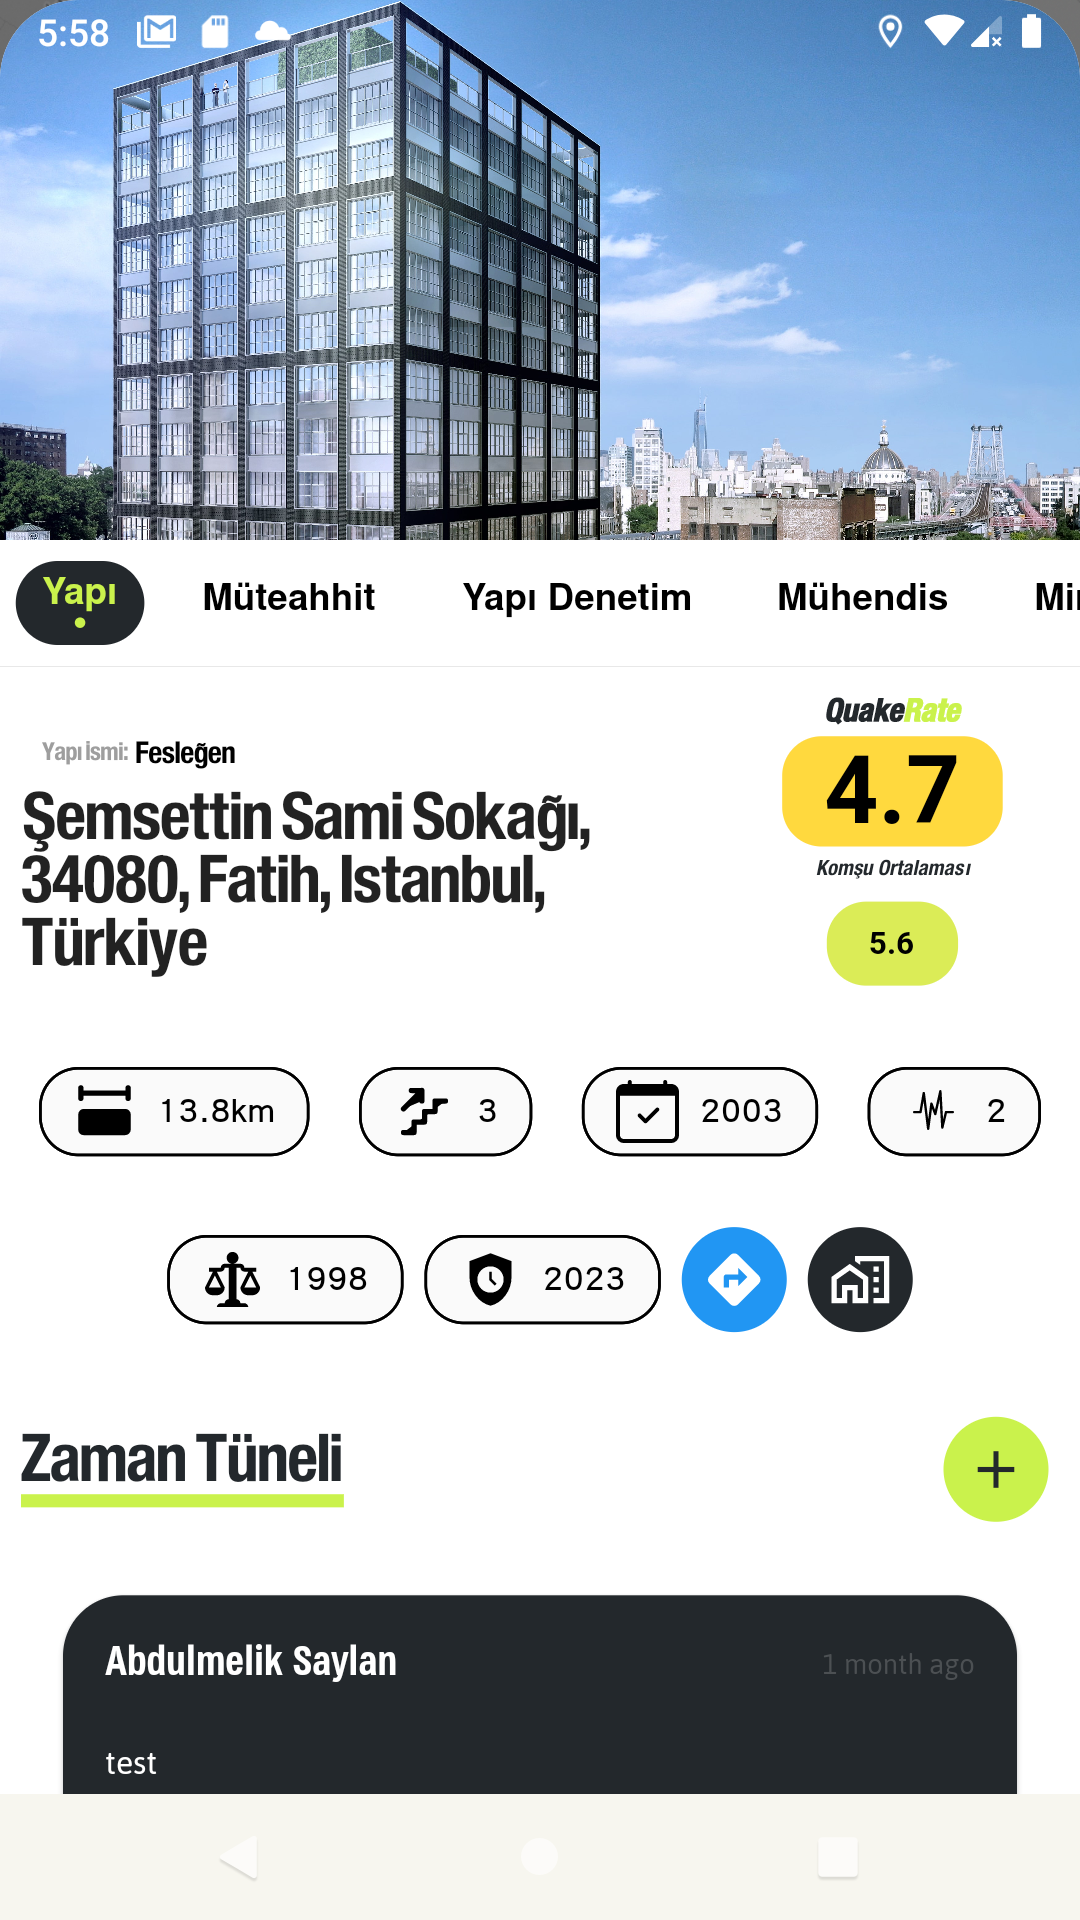 5:58
Yapı
Müteahhit
Yapı Denetim
Mühendis
Mi
QuakeRate
Yapı İsmi: Fesleğen
4.7
Şemsettin Sami Sokağı,
34080, Fatih, Istanbul,
Türkiye
Komşu Ortalaması
5.6
13.8km
3
2003
2
1998
2023
Zaman Tüneli
Abdulmelik Saylan
1 month ago
test